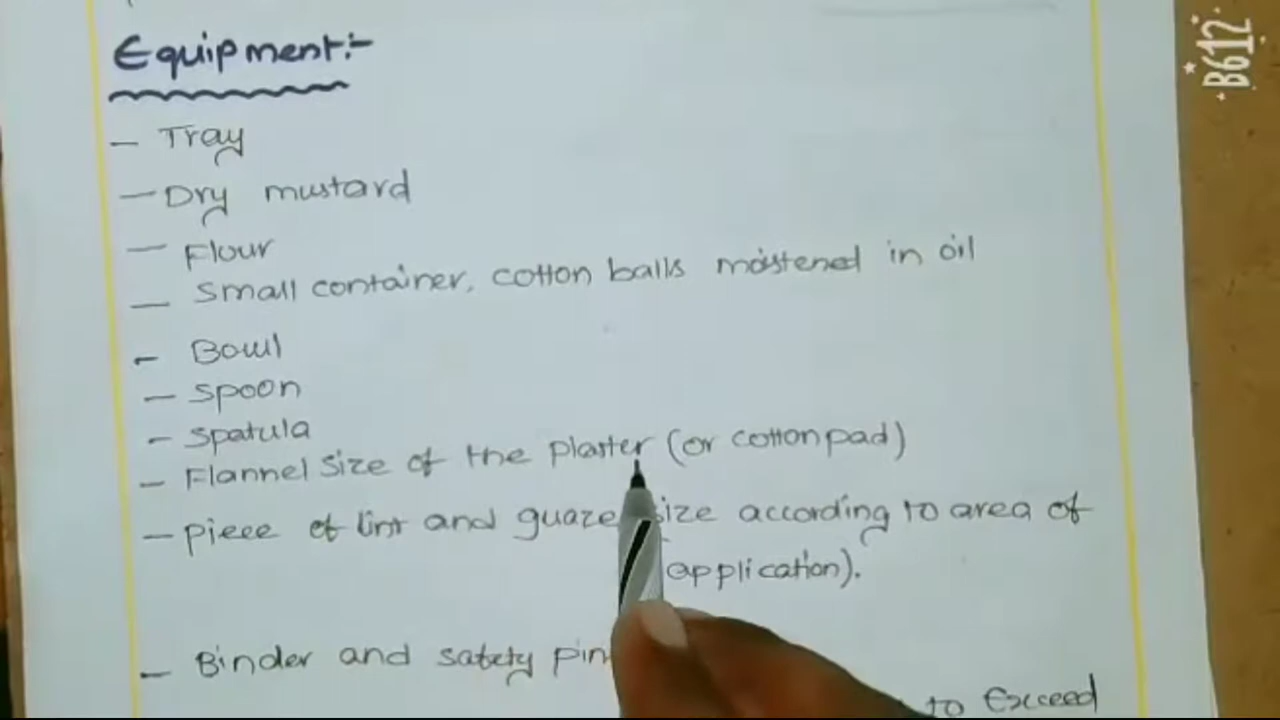 Equipment:-
- Tray
- Dry mustard
- Flour
- Small container, cotton balls moistened in oil
- Bowl
- Spoon
- Spatula
- Flannel size of the plaster (or cotton pad)
- piece of lint and guaze size according to area of
application).
- Binder and safety pin
to Exceed
B612